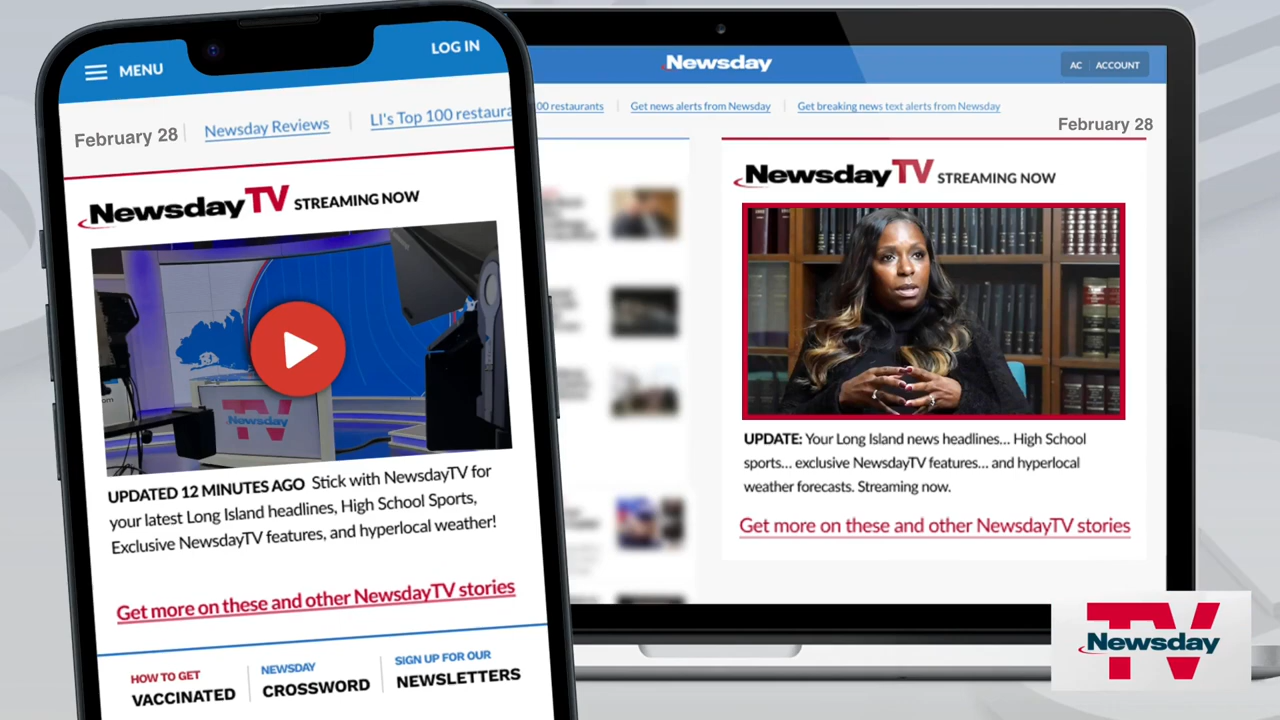 MENU
LOG IN
February 28
Newsday Reviews
LI's Top 100 restaura
NewsdayTV STREAMING NOW
TV
Newsday
UPDATED 12 MINUTES AGO Stick with NewsdayTV for
your latest Long Island headlines, High School Sports,
Exclusive NewsdayTV features, and hyperlocal weather!
Get more on these and other NewsdayTV stories
HOW TO GET
VACCINATED
NEWSDAY
CROSSWORD
SIGN UP FOR OUR
NEWSLETTERS
Newsday
AC ACCOUNT
00 restaurants
Get news alerts from Newsday
Get breaking news text alerts from Newsday
February 28
NewsdayTV STREAMING NOW
UPDATE: Your Long Island news headlines... High School
sports... exclusive NewsdayTV features... and hyperlocal
weather forecasts. Streaming now.
Get more on these and other NewsdayTV stories
TV
Newsday